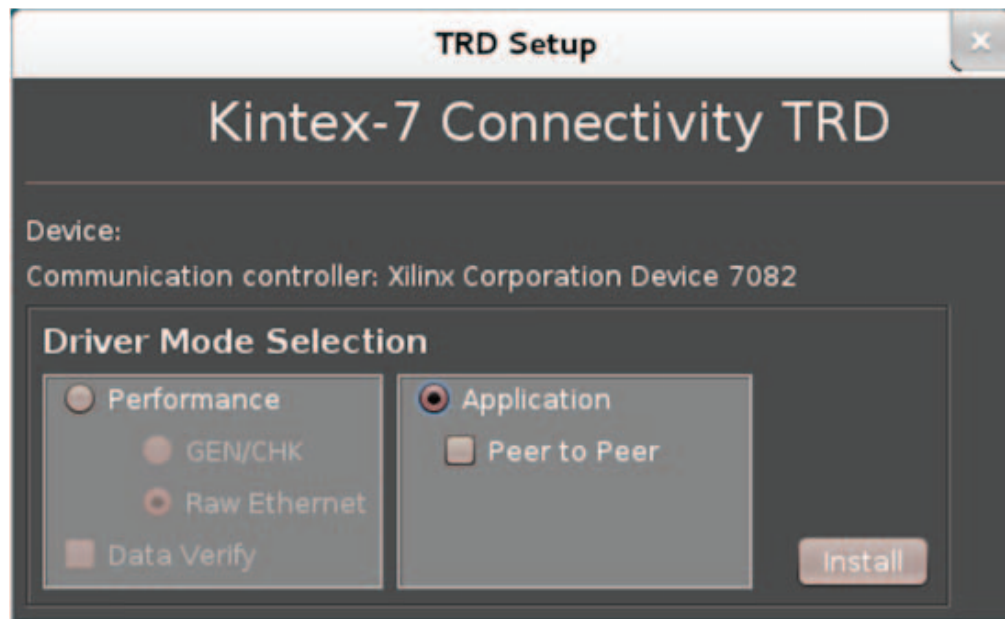 TRD Setup
Kintex-7 Connectivity TRD
Device:
Communication controller: Xilinx Corporation Device 7082
Driver Mode Selection
Performance
GEN/CHK
Raw Ethernet
Data Verify
Application
Peer to Peer
Install